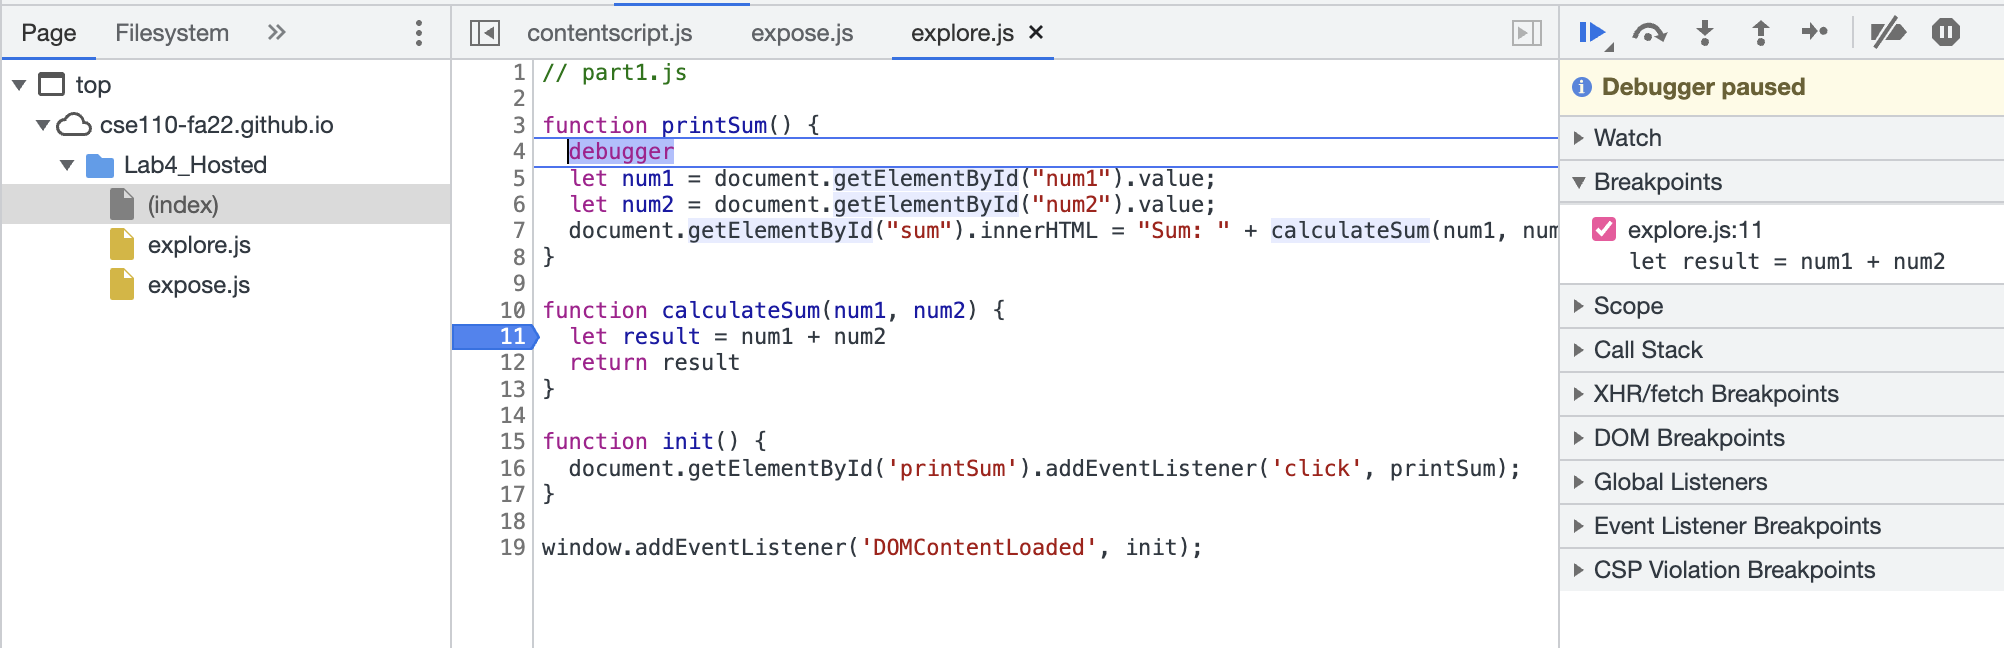 Page Filesystem
top
cse110-fa22.github.io
Lab4_Hosted
(index)
explore.js
expose.js
contentscript.js expose.js explore.js
1 // part1.js
2
3 function printSum() {
4 debugger
5 let num1 = document.getElementById("num1").value;
6 let num2 = document.getElementById("num2").value;
7 document.getElementById("sum").innerHTML = "Sum: " + calculateSum(num1, num
8 }
9
10 function calculateSum(num1, num2) {
11 let result = num1 + num2
12 return result
13 }
14
15 function init() {
16 document.getElementById('printSum').addEventListener('click', printSum);
17 }
18
19 window.addEventListener('DOMContentLoaded', init);
Debugger paused
Watch
Breakpoints
explore.js:11
let result = num1 + num2
Scope
Call Stack
XHR/fetch Breakpoints
DOM Breakpoints
Global Listeners
Event Listener Breakpoints
CSP Violation Breakpoints